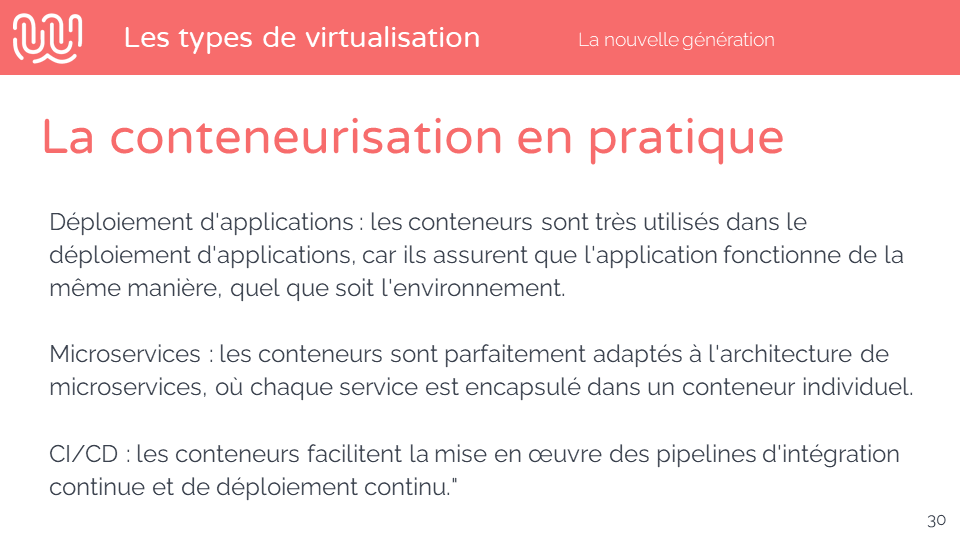 Les types de virtualisation
La nouvelle génération
La conteneurisation en pratique
Déploiement d'applications : les conteneurs sont très utilisés dans le
déploiement d'applications, car ils assurent que l'application fonctionne de la
même manière, quel que soit l'environnement.
Microservices : les conteneurs sont parfaitement adaptés à l'architecture de
microservices, où chaque service est encapsulé dans un conteneur individuel.
CI/CD : les conteneurs facilitent la mise en œuvre des pipelines d'intégration
continue et de déploiement continu."
30